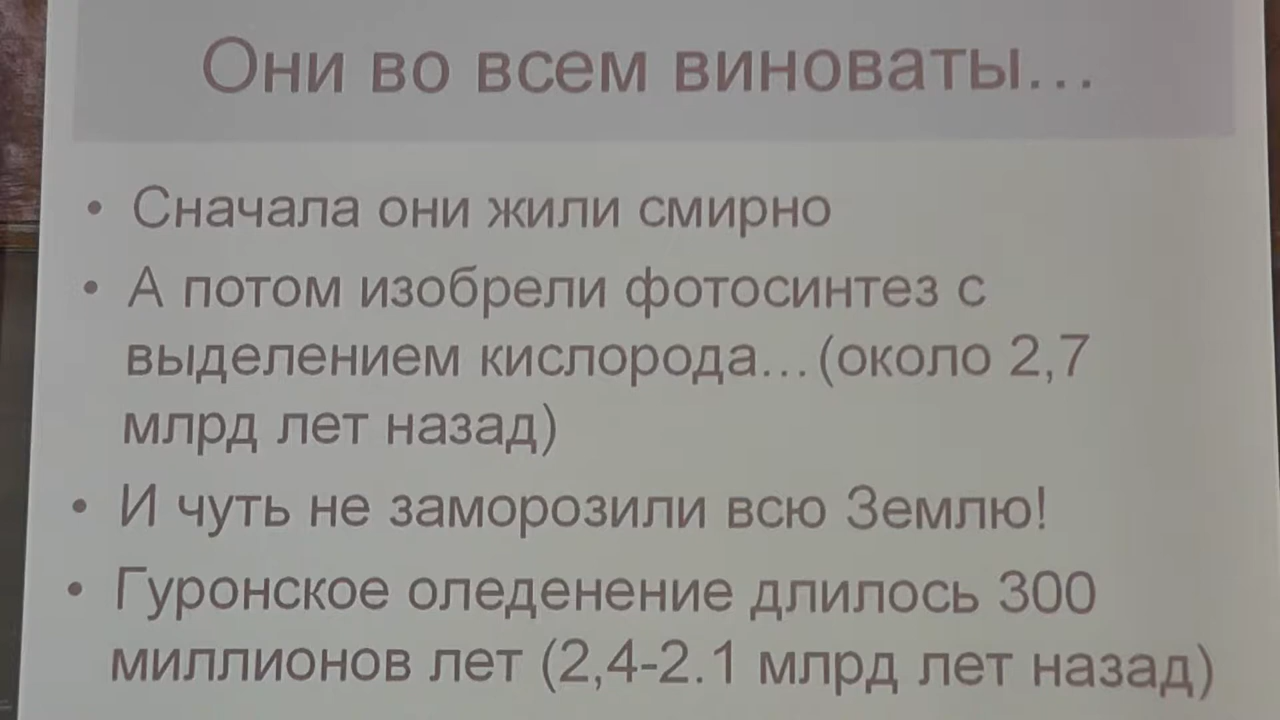 Они во всем виноваты...
• Сначала они жили смирно
• А потом изобрели фотосинтез с
выделением кислорода...(около 2,7
млрд лет назад)
• И чуть не заморозили всю Землю!
• Гуронское оледенение длилось 300
миллионов лет (2,4-2.1 млрд лет назад)